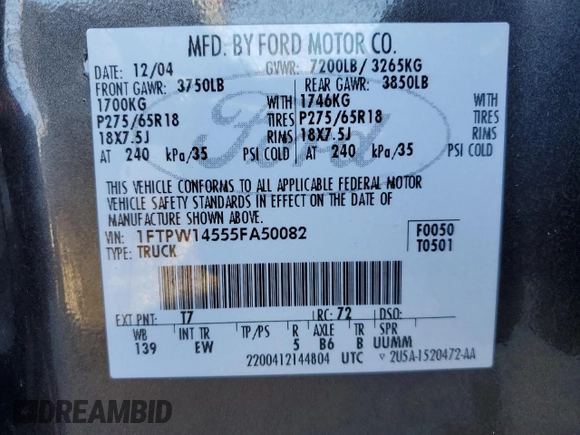 MFD. BY FORD MOTOR CO.
DATE: 12/04 GVWR: 7200LB/ 3265KG
FRONT GAWR: 3750LB REAR GAWR: 3850LB
1700KG WITH 1746KG WITH
P275/65R18 TIRES P275/65R18 TIRES
18X7.5J RIMS 18X7.5J RIMS
AT 240 kPa/35 PSI COLD AT 240 kPa/35 PSI COLD
Ford
THIS VEHICLE CONFORMS TO ALL APPLICABLE FEDERAL MOTOR
VEHICLE SAFETY STANDARDS IN EFFECT ON THE DATE OF
MANUFACTURE SHOWN ABOVE.
VIN: 1FTPW14555FA50082 F0050
TYPE: TRUCK T0501
EXT PNT: T7 RC: 72 DSO:
WB INT TR TP/PS R AXLE TR SPR
139 EW 5 B6 B UUMM
2200412144804 UTC ▽ 2U5A-1520472-AA
DREAMBID